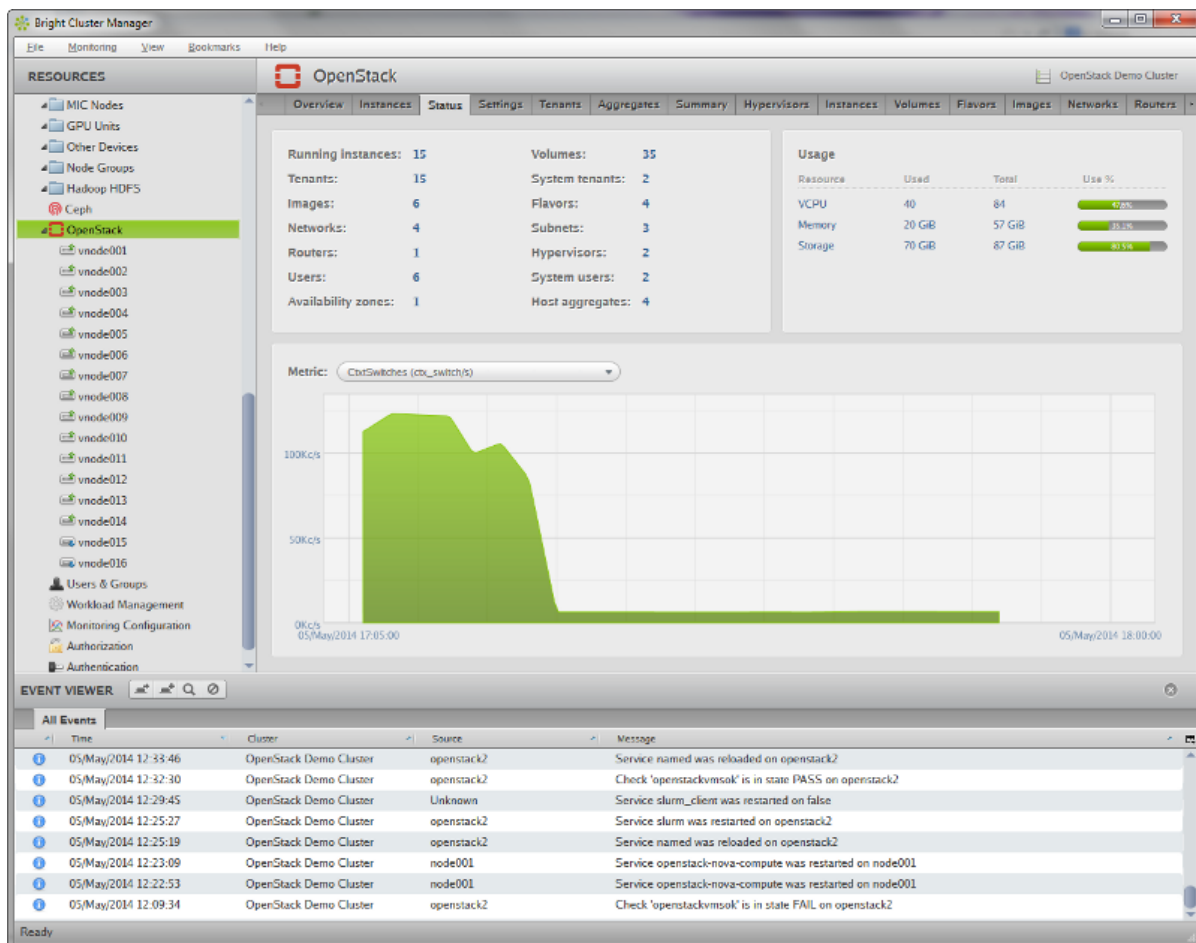 Bright Cluster Manager
File Monitoring View Bookmarks Help
RESOURCES
MIC Nodes
GPU Units
Other Devices
Node Groups
Hadoop HDFS
Ceph
OpenStack
vnode001
vnode002
vnode003
vnode004
vnode005
vnode006
vnode007
vnode008
vnode009
vnode010
vnode011
vnode012
vnode013
vnode014
vnode015
vnode016
Users & Groups
Workload Management
Monitoring Configuration
Authorization
Authentication
OpenStack
OpenStack Demo Cluster
Overview Instances Status Settings Tenants Aggregates Summary Hypervisors Instances Volumes Flavors Images Networks Routers
Running instances: 15 Volumes: 35
Tenants: 15 System tenants: 2
Images: 6 Flavors: 4
Networks: 4 Subnets: 3
Routers: 1 Hypervisors: 2
Users: 6 System users: 2
Availability zones: 1 Host aggregates: 4
Usage
Resource Used Total Use %
VCPU 40 84 47.6%
Memory 20 GiB 57 GiB 35.1%
Storage 70 GiB 87 GiB 80.5%
Metric: CtxtSwitches (ctx_switch/s)
100Kc/s
50Kc/s
0Kc/s
05/May/2014 17:05:00 05/May/2014 18:00:00
EVENT VIEWER
All Events
Time Cluster Source Message
05/May/2014 12:33:46 OpenStack Demo Cluster openstack2 Service named was reloaded on openstack2
05/May/2014 12:32:30 OpenStack Demo Cluster openstack2 Check 'openstackvmsok' is in state PASS on openstack2
05/May/2014 12:29:45 OpenStack Demo Cluster Unknown Service slurm_client was restarted on false
05/May/2014 12:25:27 OpenStack Demo Cluster openstack2 Service slurm was restarted on openstack2
05/May/2014 12:25:19 OpenStack Demo Cluster openstack2 Service named was reloaded on openstack2
05/May/2014 12:23:09 OpenStack Demo Cluster node001 Service openstack-nova-compute was restarted on node001
05/May/2014 12:22:53 OpenStack Demo Cluster node001 Service openstack-nova-compute was restarted on node001
05/May/2014 12:09:34 OpenStack Demo Cluster openstack2 Check 'openstackvmsok' is in state FAIL on openstack2
Ready